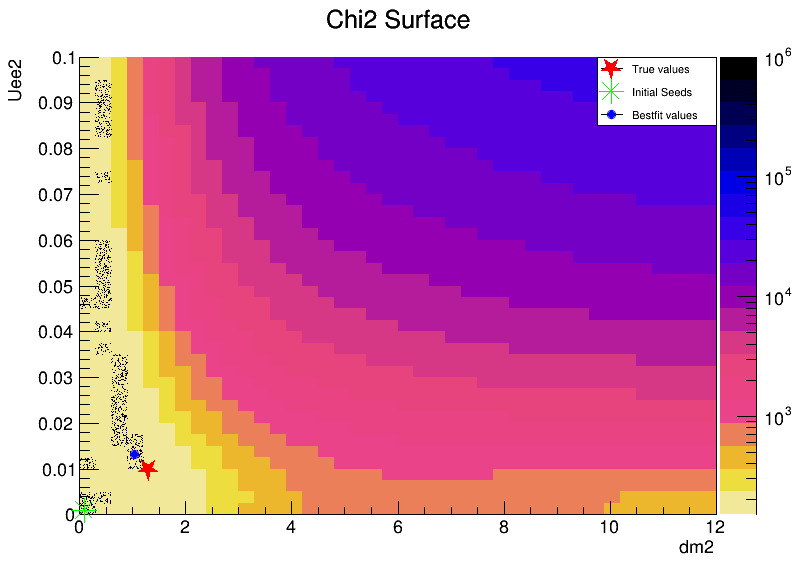 Chi2 Surface
Uee2
0.1
0.09
0.08
0.07
0.06
0.05
0.04
0.03
0.02
0.01
0
0 2 4 6 8 10 12
dm2
True values
Initial Seeds
Bestfit values
10^6
10^5
10^4
10^3